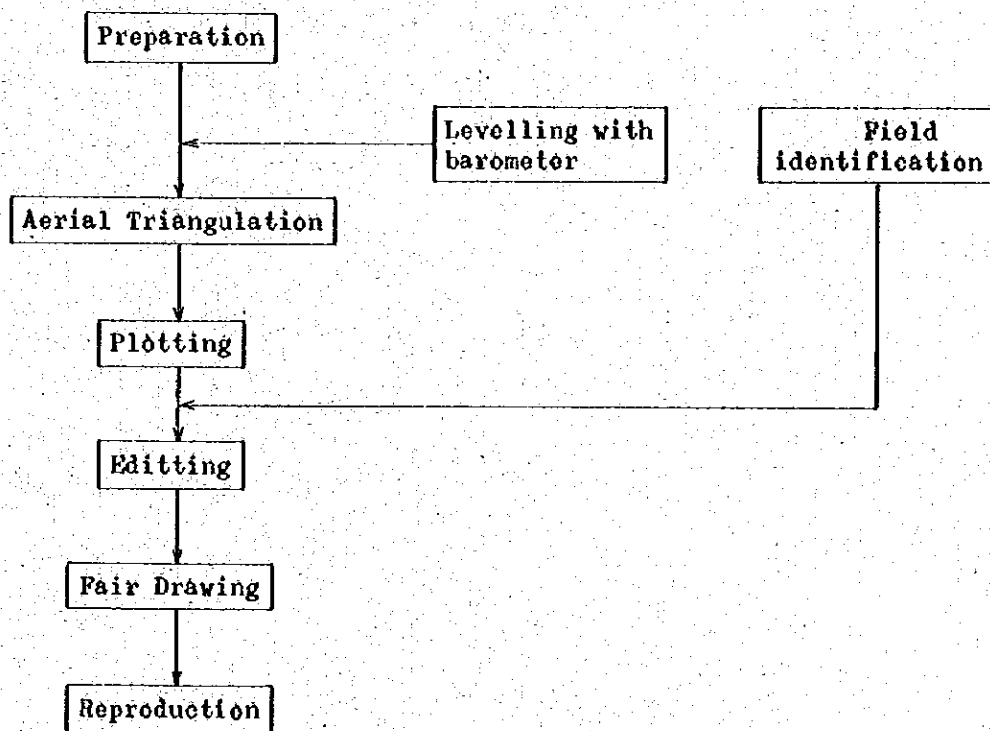 Preparation
Levelling with
barometer
Field
identification
Aerial Triangulation
Plotting
Editting
Fair Drawing
Reproduction